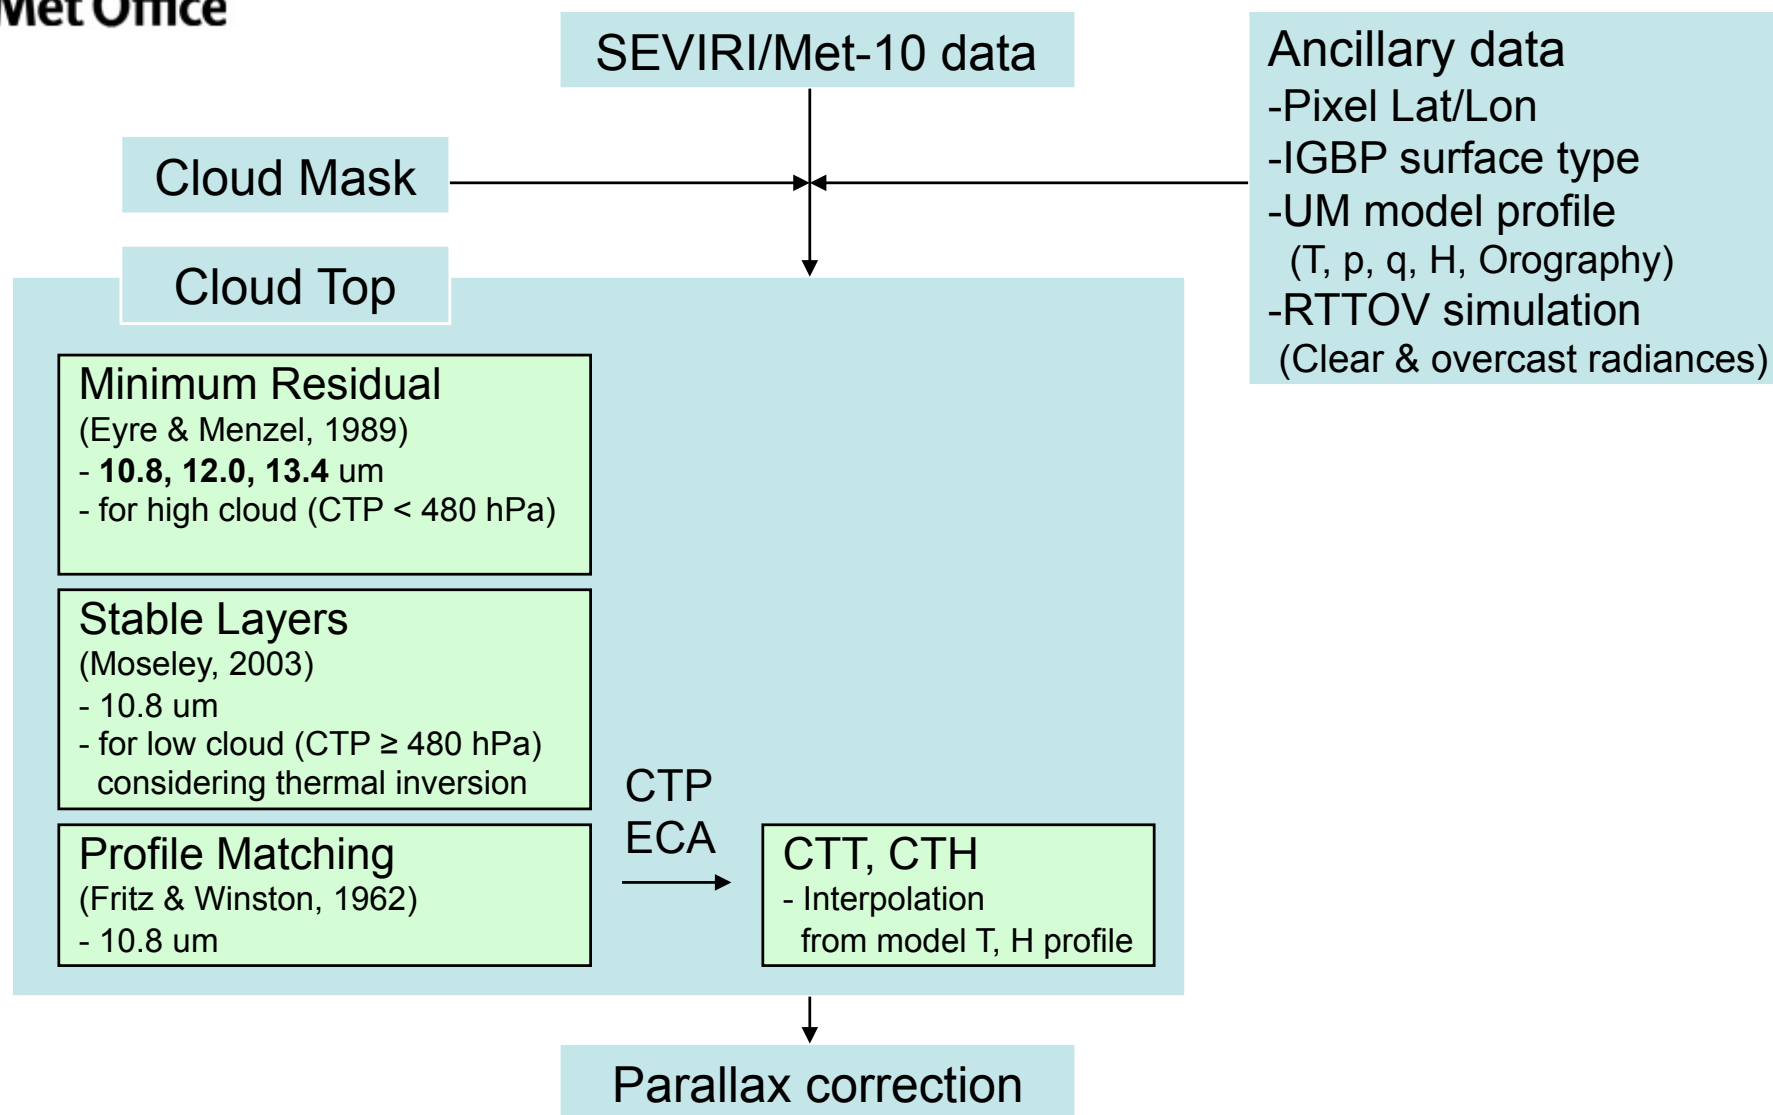 Met Office
SEVIRI/Met-10 data
Ancillary data
-Pixel Lat/Lon
-IGBP surface type
-UM model profile
(T, p, q, H, Orography)
-RTTOV simulation
(Clear & overcast radiances)
Cloud Mask
Cloud Top
Minimum Residual
(Eyre & Menzel, 1989)
- 10.8, 12.0, 13.4 um
- for high cloud (CTP < 480 hPa)
Stable Layers
(Moseley, 2003)
- 10.8 um
- for low cloud (CTP ≥ 480 hPa)
considering thermal inversion
Profile Matching
(Fritz & Winston, 1962)
- 10.8 um
CTP
ECA
CTT, CTH
- Interpolation
from model T, H profile
Parallax correction